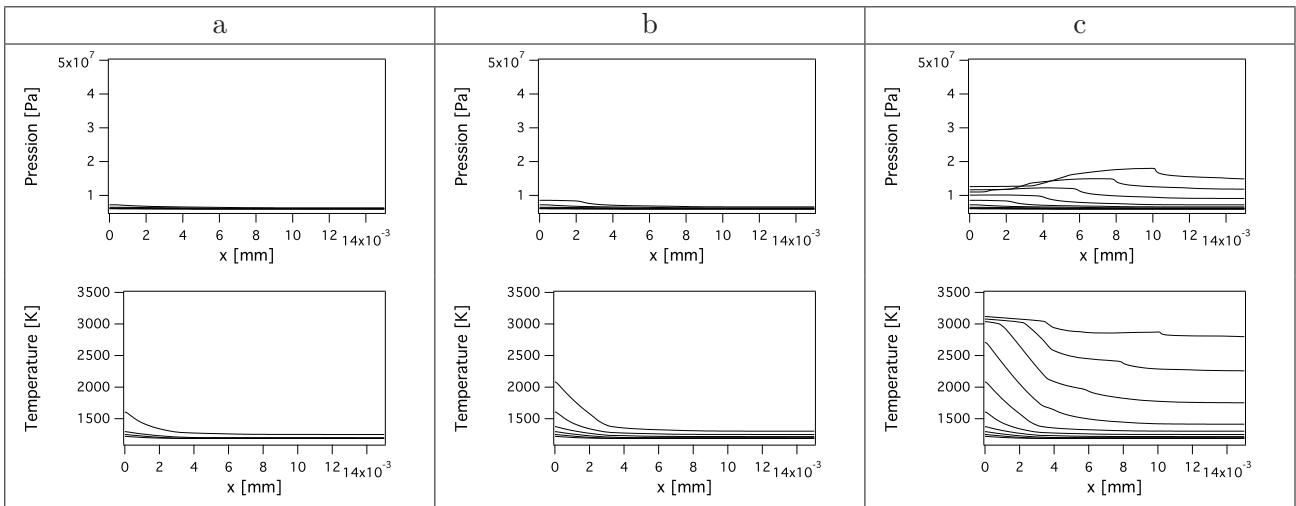 a b c
5x10⁷ 5x10⁷ 5x10⁷
4 4 4
3 3 3
2 2 2
1 1 1
Pression [Pa] Pression [Pa] Pression [Pa]
0 2 4 6 8 10 12 14x10⁻³ 0 2 4 6 8 10 12 14x10⁻³ 0 2 4 6 8 10 12 14x10⁻³
x [mm] x [mm] x [mm]
3500 3500 3500
3000 3000 3000
2500 2500 2500
2000 2000 2000
1500 1500 1500
Temperature [K] Temperature [K] Temperature [K]
0 2 4 6 8 10 12 14x10⁻³ 0 2 4 6 8 10 12 14x10⁻³ 0 2 4 6 8 10 12 14x10⁻³
x [mm] x [mm] x [mm]